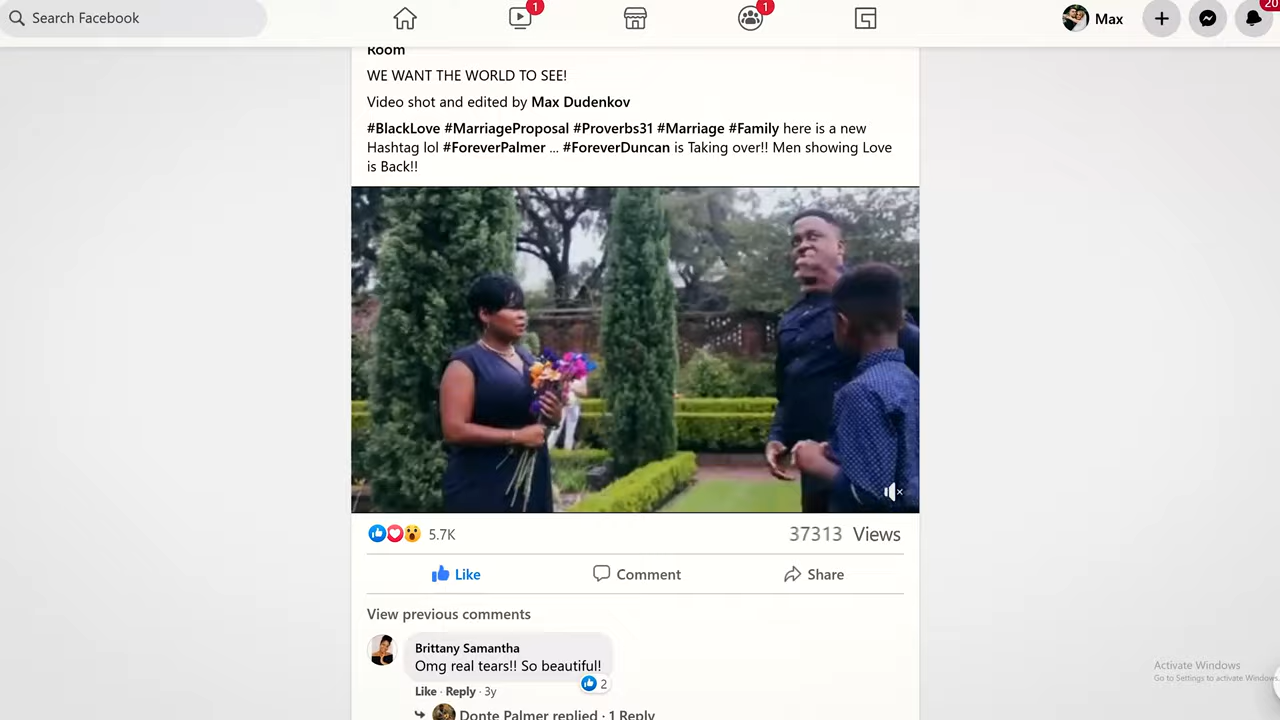 Search Facebook
1
1
Max
20
Room
WE WANT THE WORLD TO SEE!
Video shot and edited by Max Dudenkov
#BlackLove #MarriageProposal #Proverbs31 #Marriage #Family here is a new
Hashtag lol #ForeverPalmer ... #ForeverDuncan is Taking over!! Men showing Love
is Back!!
5.7K
37313 Views
Like
Comment
Share
View previous comments
Brittany Samantha
Omg real tears!! So beautiful!
2
Like · Reply · 3y
Donte Palmer replied · 1 Reply
Activate Windows
Go to Settings to activate Windows.